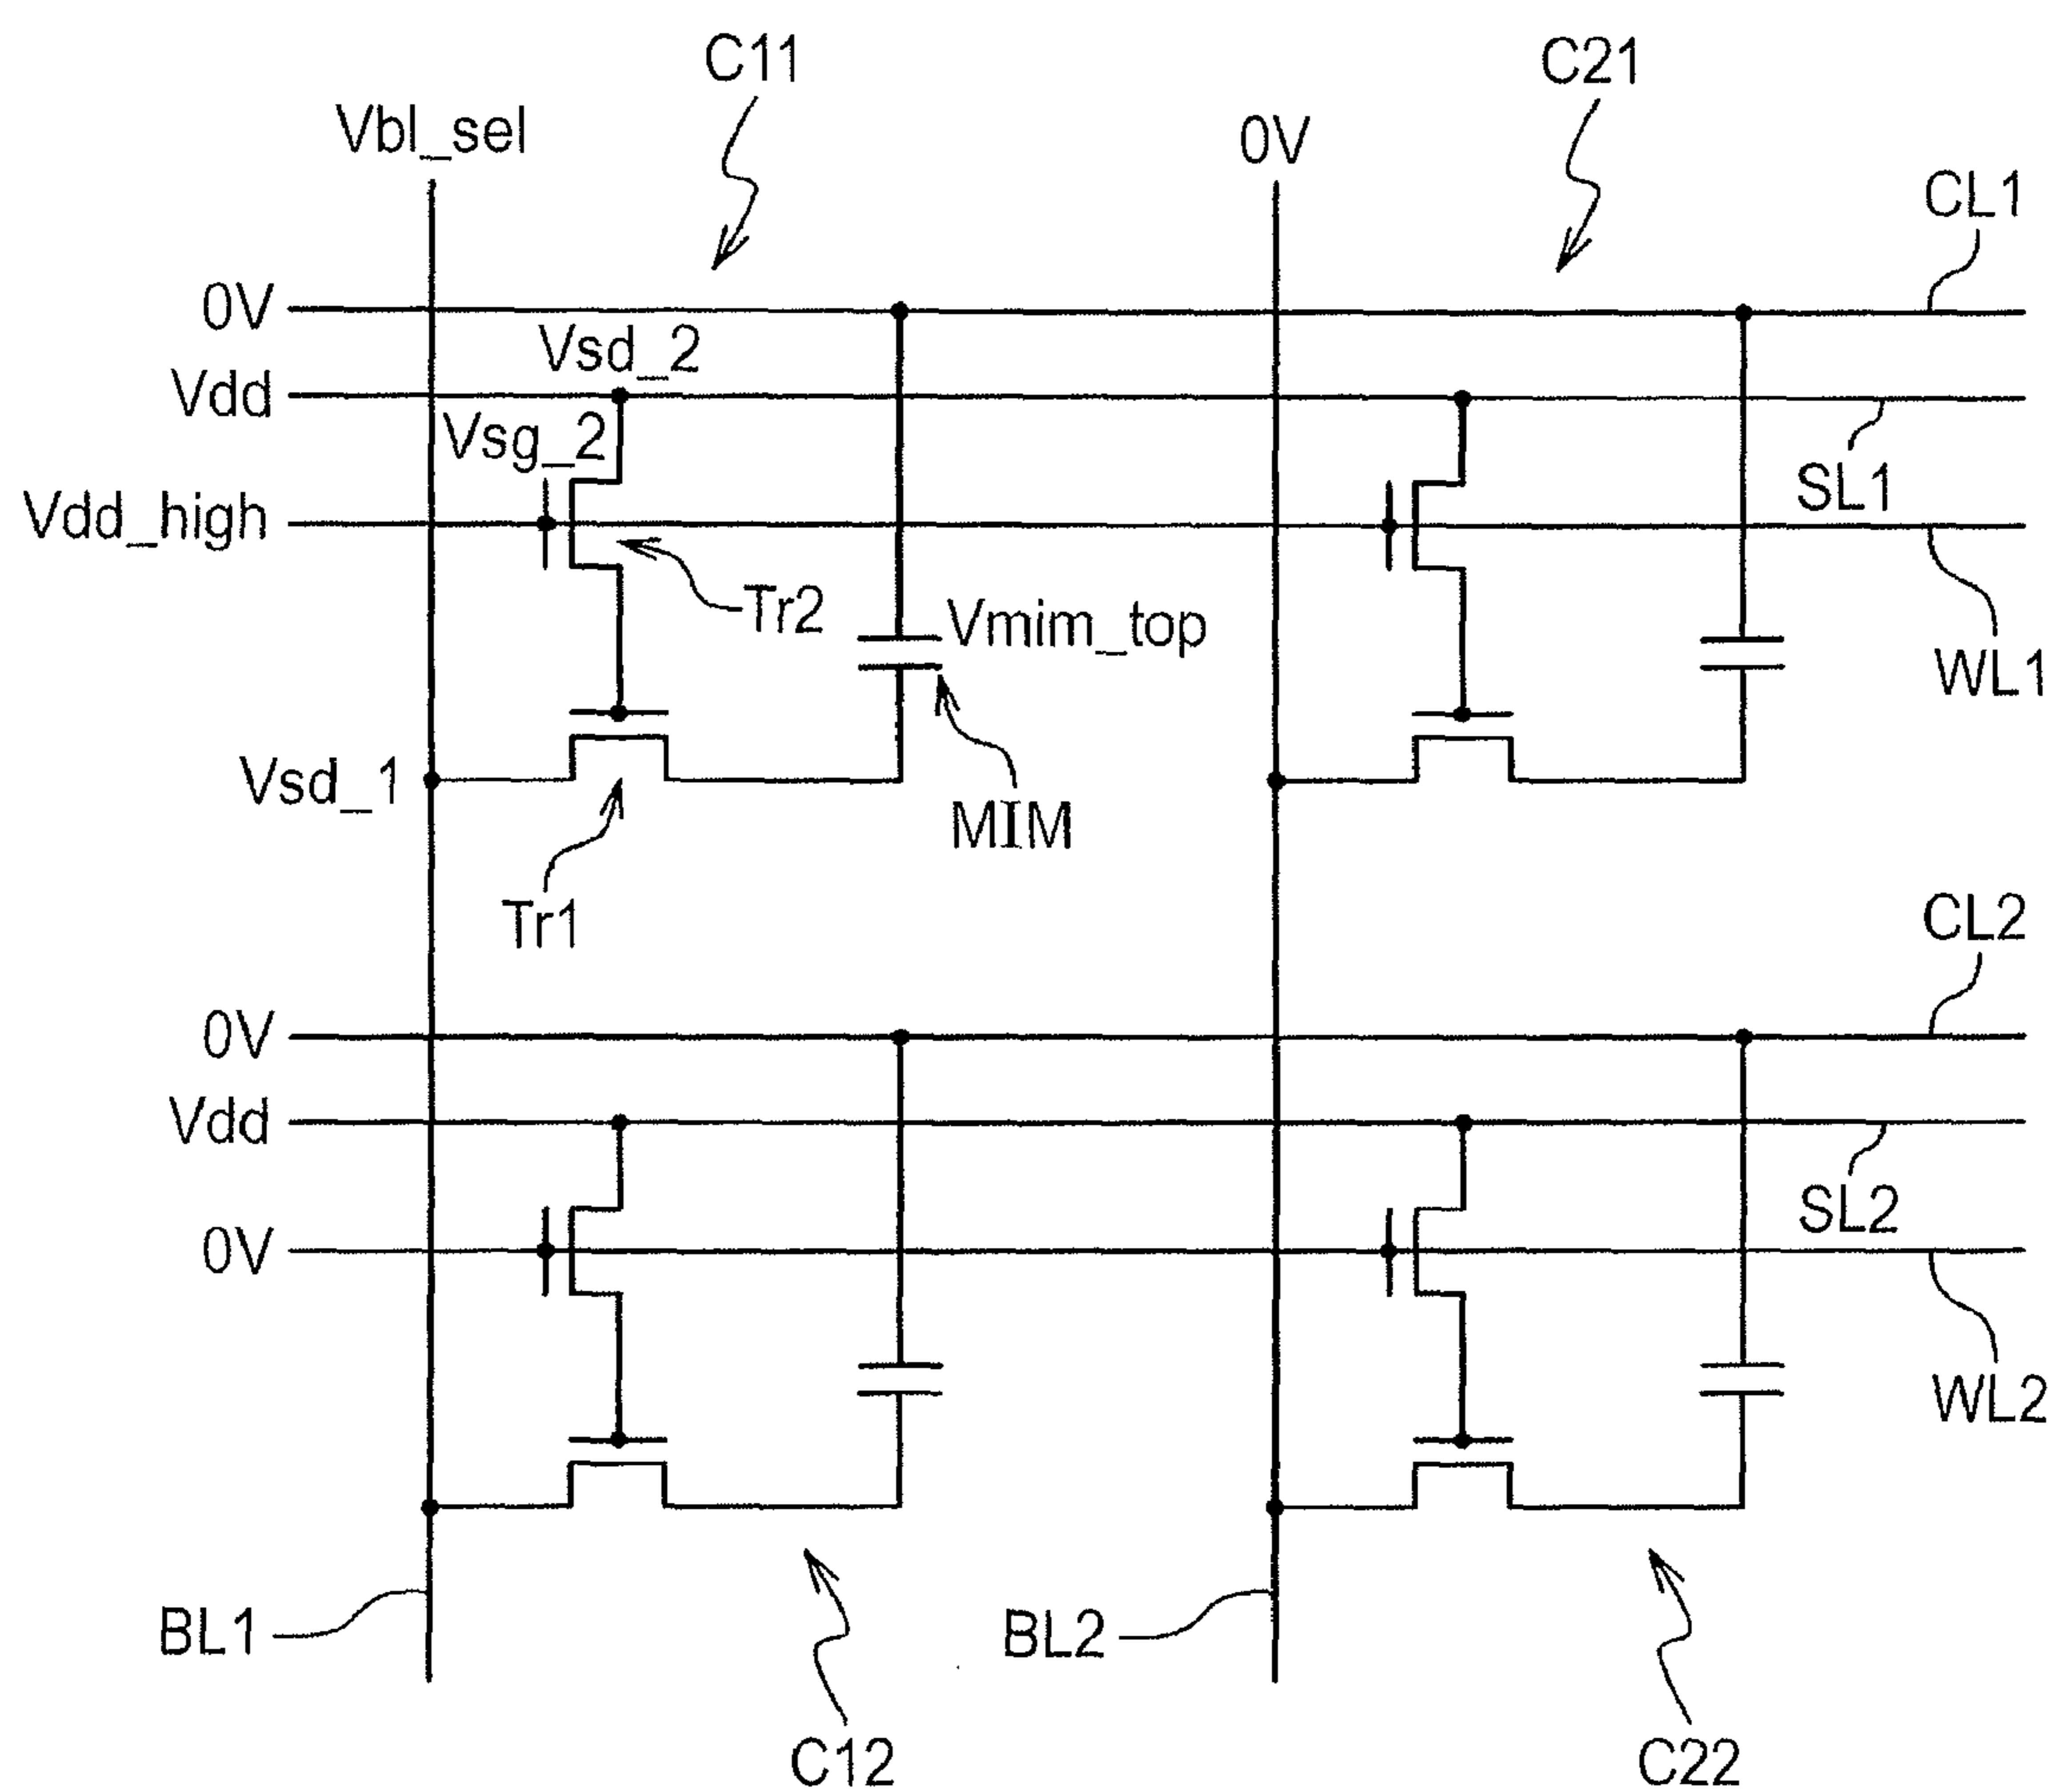 C11
C21
Vbl_sel
0V
CL1
0V
Vsd_2
Vdd
Vsg_2
SL1
Vdd_high
Tr2
Vmim_top
WL1
Vsd_1
MIM
Tr1
CL2
0V
Vdd
SL2
0V
WL2
BL1
BL2
C12
C22